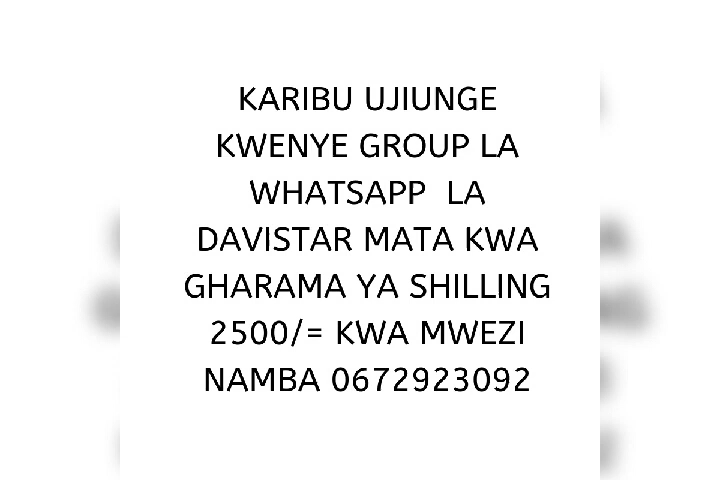 KARIBU UJIUNGE
KWENYE GROUP LA
WHATSAPP LA
DAVISTAR MATA KWA
GHARAMA YA SHILLING
2500/= KWA MWEZI
NAMBA 0672923092